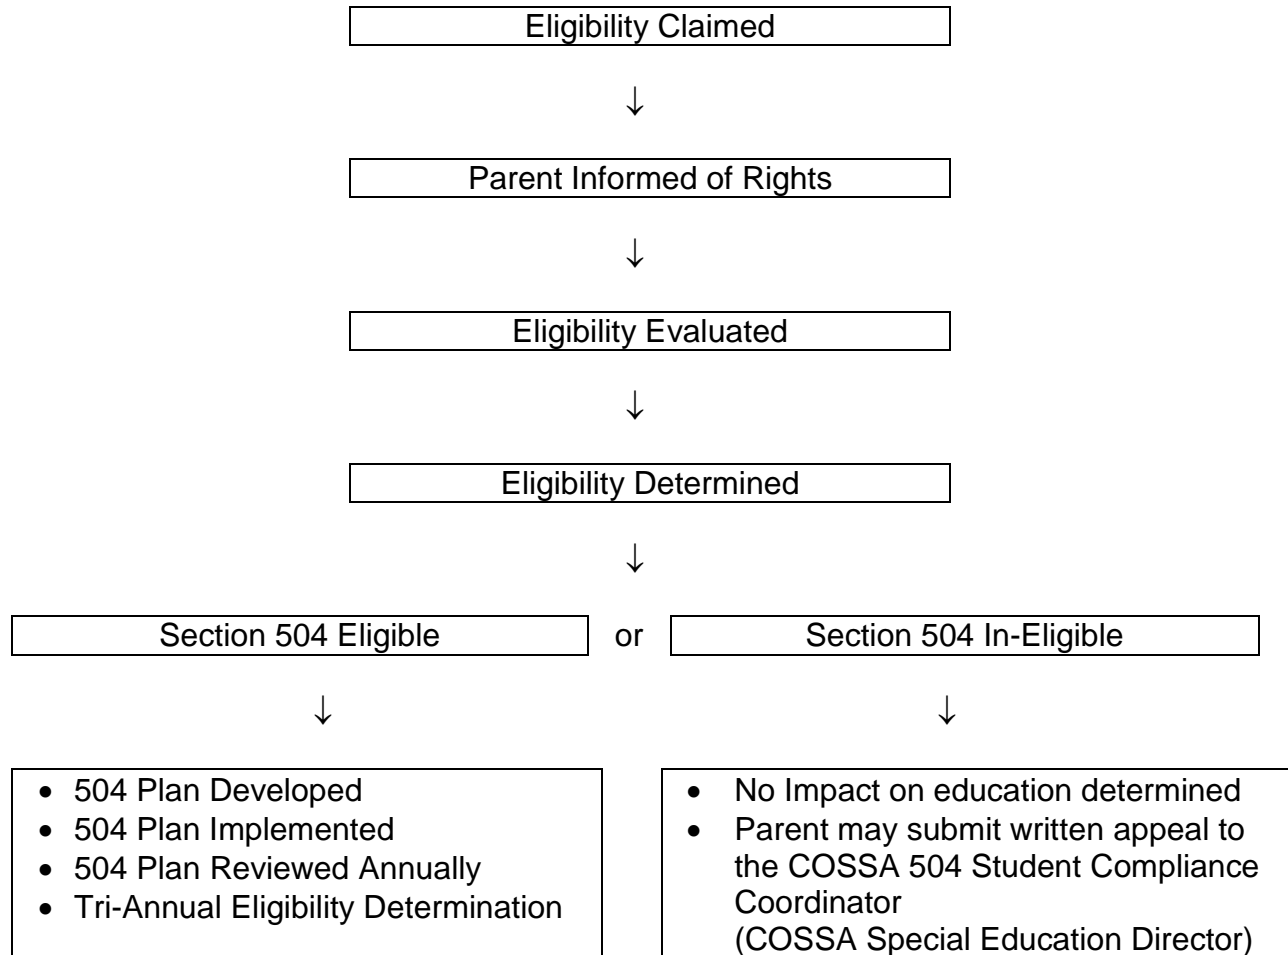 Eligibility Claimed
↓
Parent Informed of Rights
↓
Eligibility Evaluated
↓
Eligibility Determined
↓
Section 504 Eligible or Section 504 In-Eligible
↓ ↓
• 504 Plan Developed
• 504 Plan Implemented
• 504 Plan Reviewed Annually
• Tri-Annual Eligibility Determination
• No Impact on education determined
• Parent may submit written appeal to
the COSSA 504 Student Compliance
Coordinator
(COSSA Special Education Director)